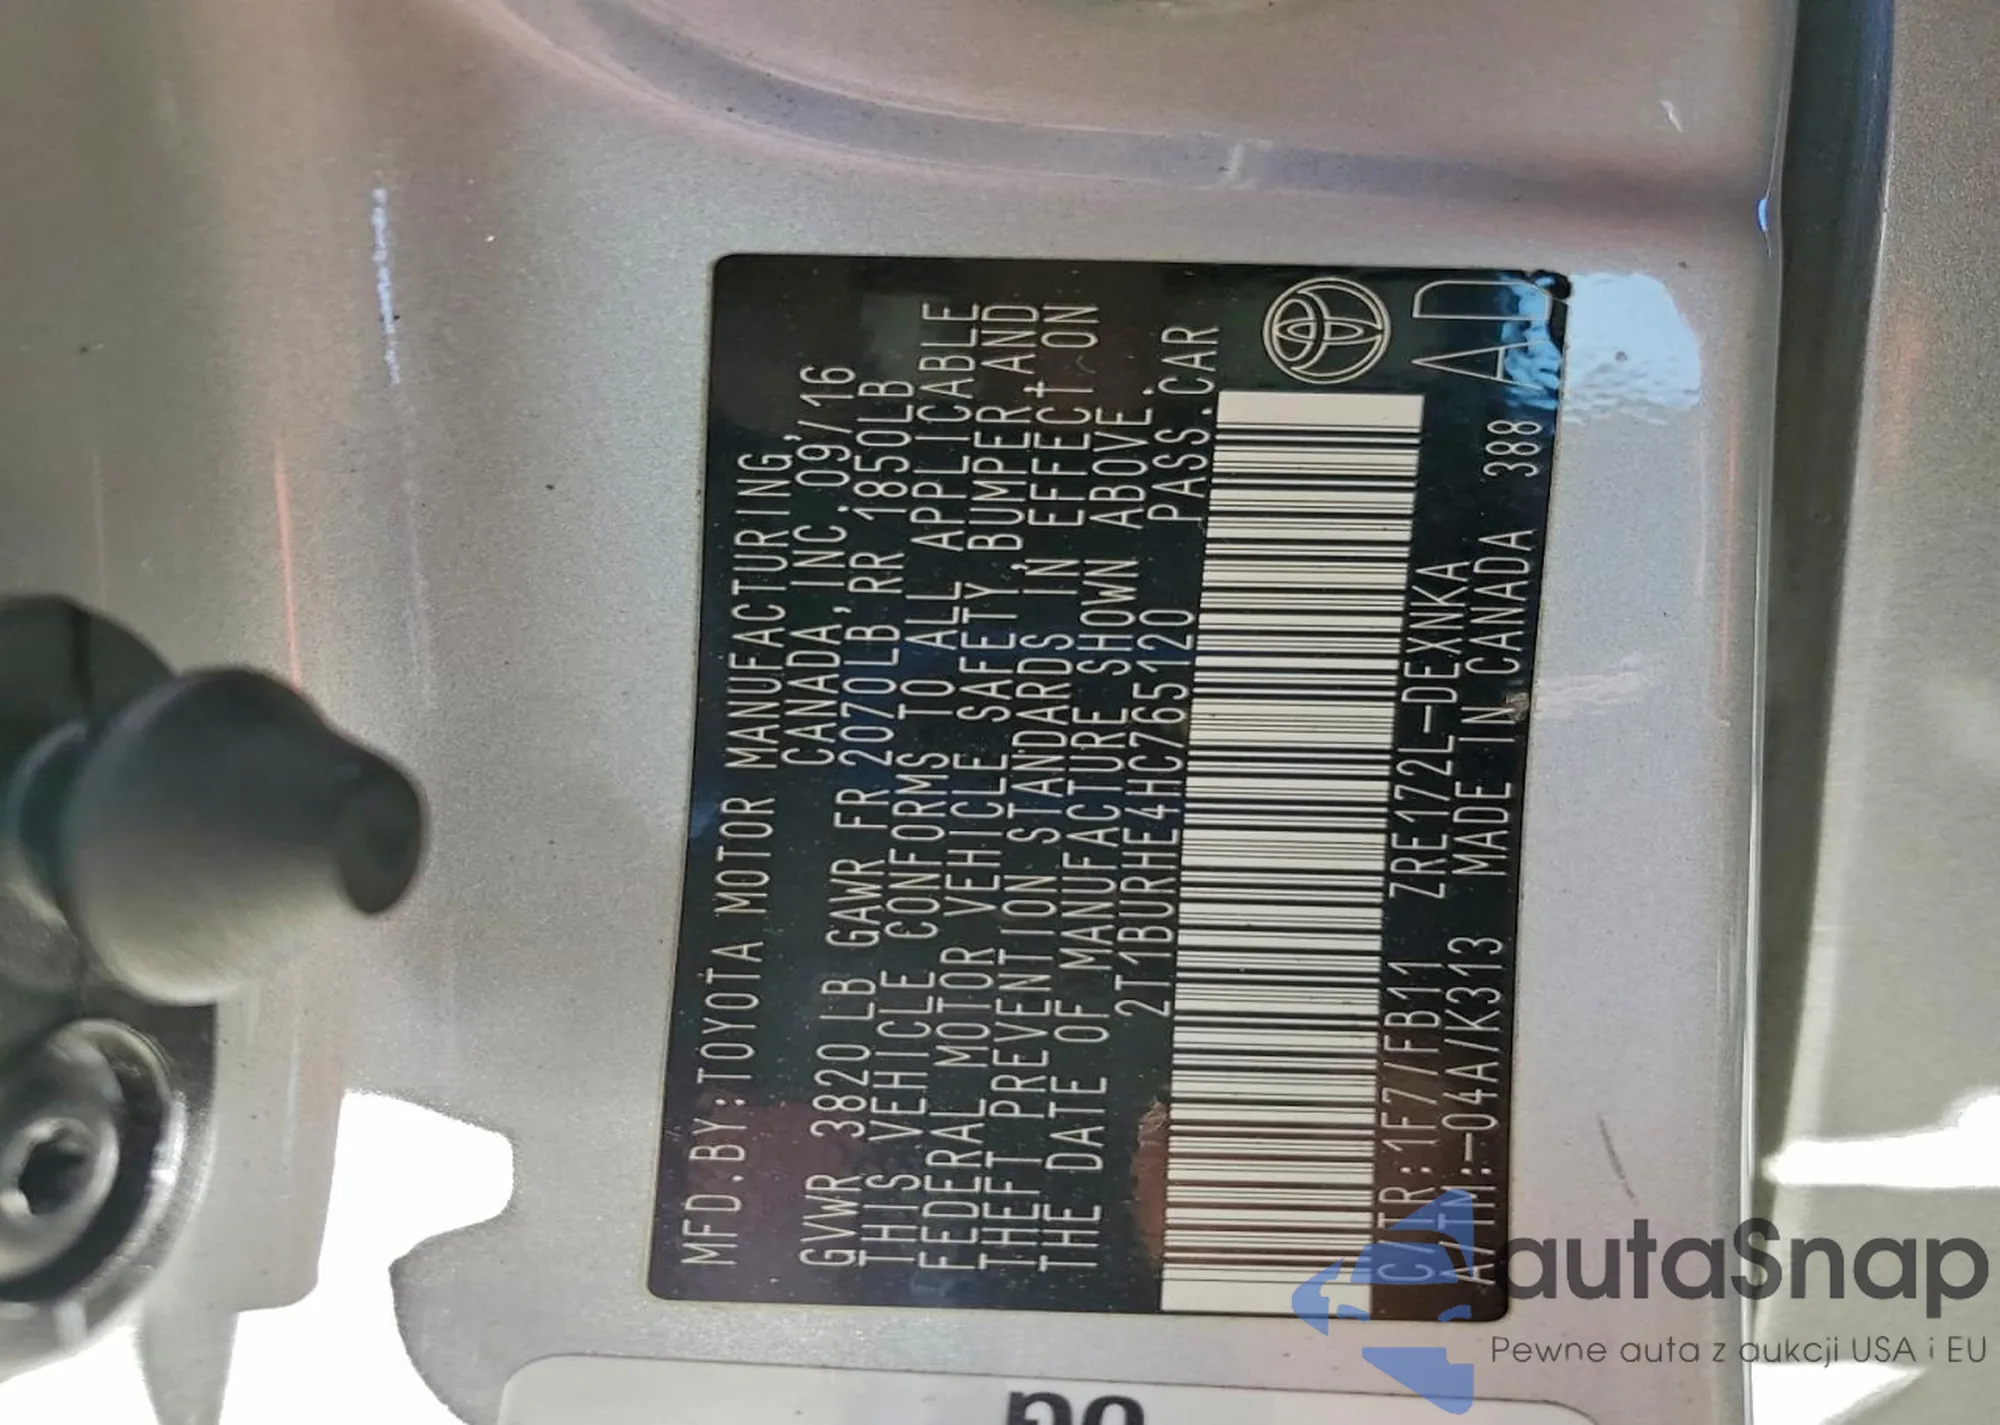 MFD.BY:TOYOTA MOTOR MANUFACTURING,
CANADA, INC. 09/16
GVWR 3820 LB GAWR FR 2070LB, RR 1850LB
THIS VEHICLE CONFORMS TO ALL APPLICABLE
FEDERAL MOTOR VEHICLE SAFETY, BUMPER, AND
THEFT PREVENTION STANDARDS IN EFFECT ON
THE DATE OF MANUFACTURE SHOWN ABOVE.
2T1BURHE4HC765120 PASS.CAR
C/TR:1F7/FB11 ZRE172L-DEXNKA
A/TM:-04A/K313 MADE IN CANADA 388
AD
autaSnap
Pewne auta z aukcji USA i EU